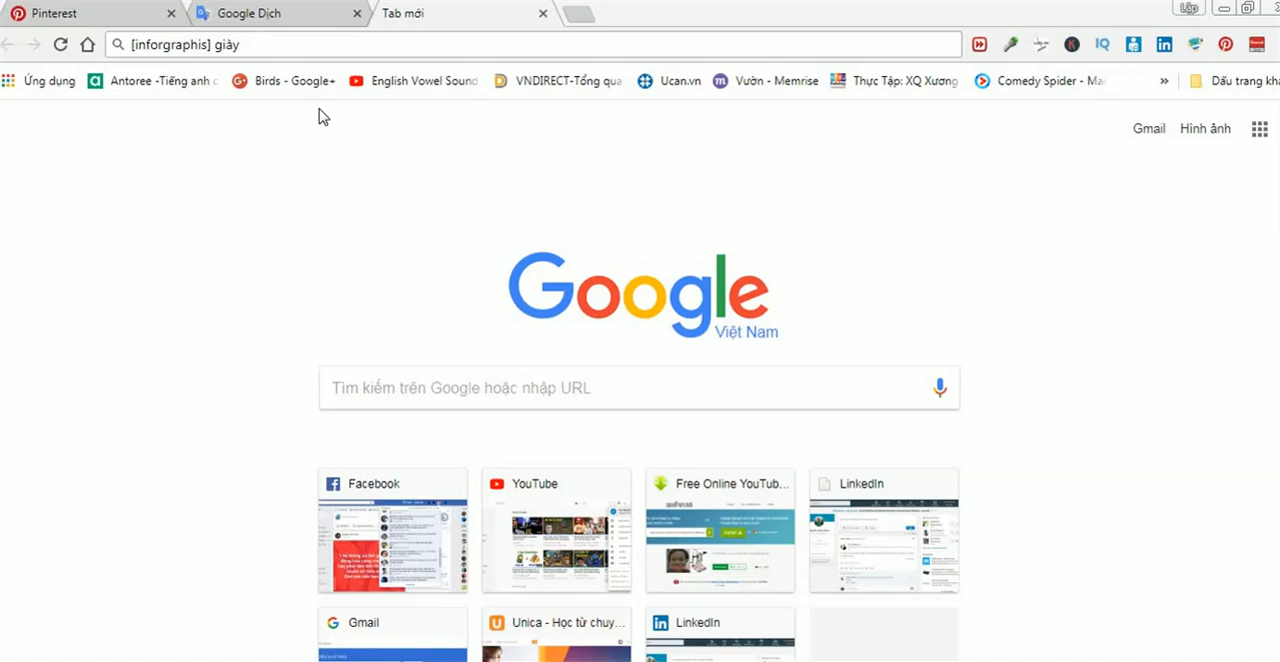 Pinterest
Google Dịch
Tab mới
Lập
[inforgraphis] giày
Ứng dụng
Antoree -Tiếng anh
Birds - Google+
English Vowel Sound
VNDIRECT-Tổng qua
Ucan.vn
Vườn - Memrise
Thực Tập: XQ Xương
Comedy Spider - Ma
»
Dấu trang kh
Gmail
Hình ảnh
Google
Việt Nam
Tìm kiếm trên Google hoặc nhập URL
Facebook
YouTube
Free Online YouTub...
LinkedIn
Gmail
Unica - Học từ chuy...
LinkedIn